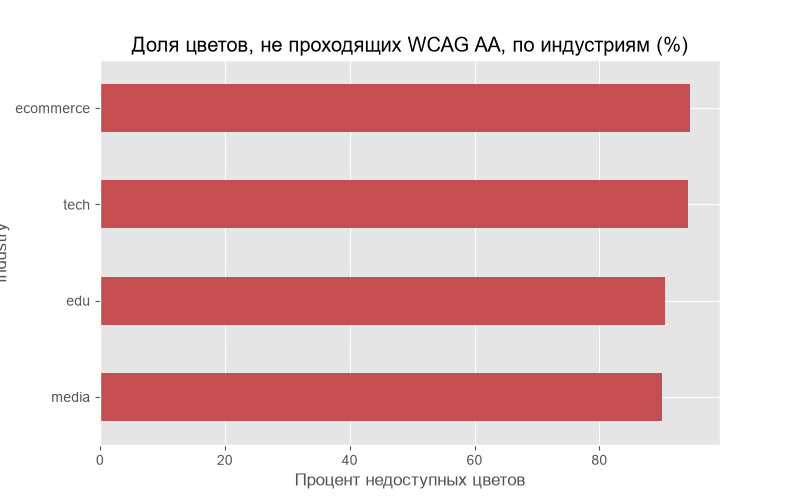 Доля цветов, не проходящих WCAG AA, по индустриям (%)
ecommerce
tech
edu
media
industry
0 20 40 60 80
Процент недоступных цветов